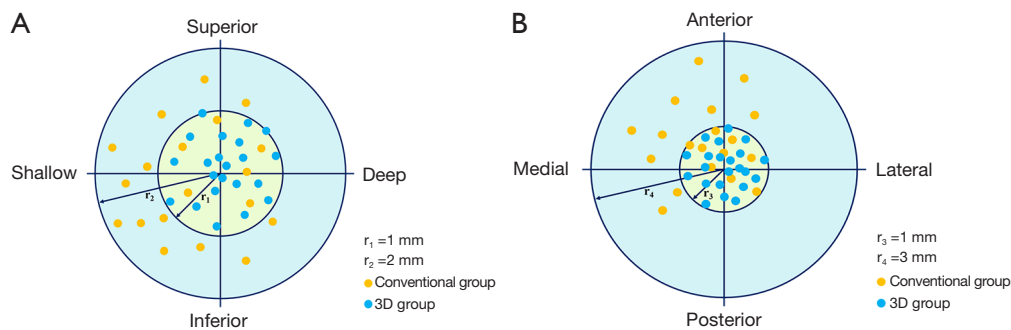 A
Superior
Shallow
Deep
r2
r1
r1 =1 mm
r2 =2 mm
Conventional group
3D group
Inferior
B
Anterior
Medial
Lateral
r4
r3
r3 =1 mm
r4 =3 mm
Conventional group
3D group
Posterior